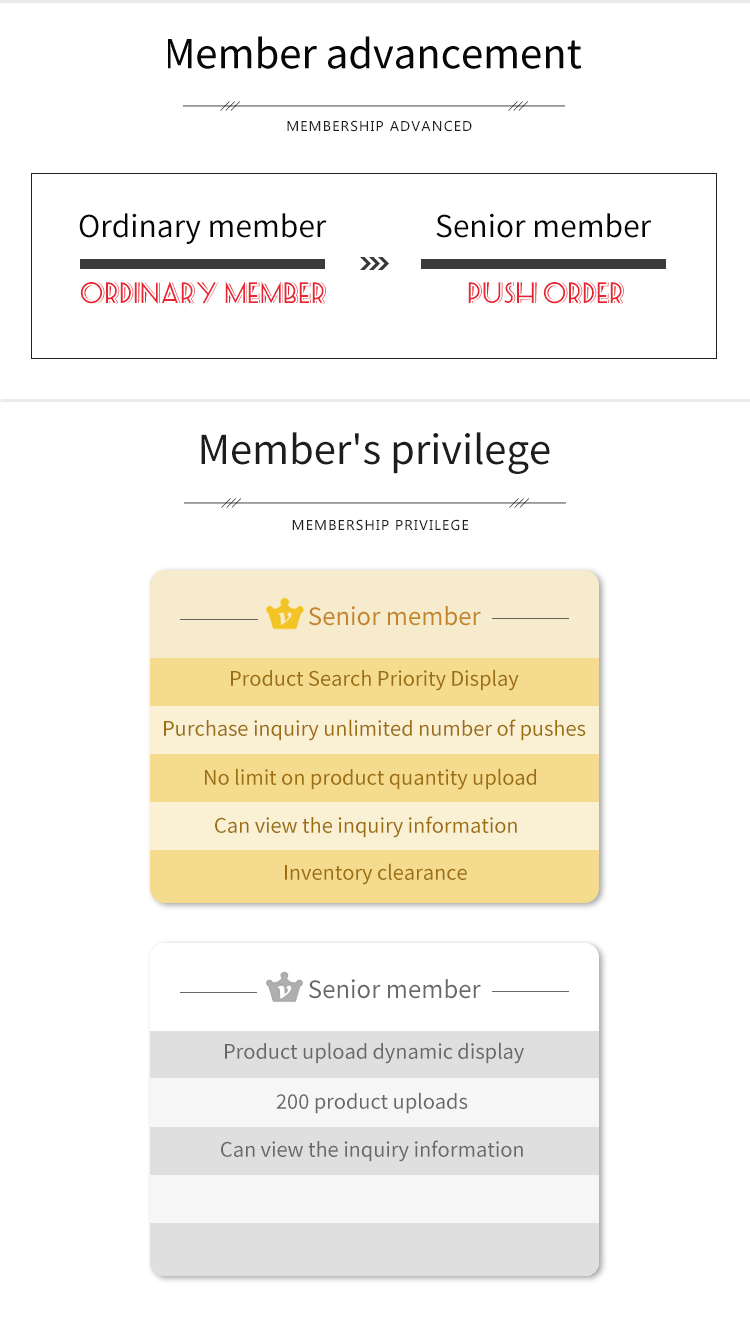 Member advancement
MEMBERSHIP ADVANCED
Ordinary member
Senior member
ORDINARY MEMBER
PUSH ORDER
Member's privilege
MEMBERSHIP PRIVILEGE
Senior member
Product Search Priority Display
Purchase inquiry unlimited number of pushes
No limit on product quantity upload
Can view the inquiry information
Inventory clearance
Senior member
Product upload dynamic display
200 product uploads
Can view the inquiry information